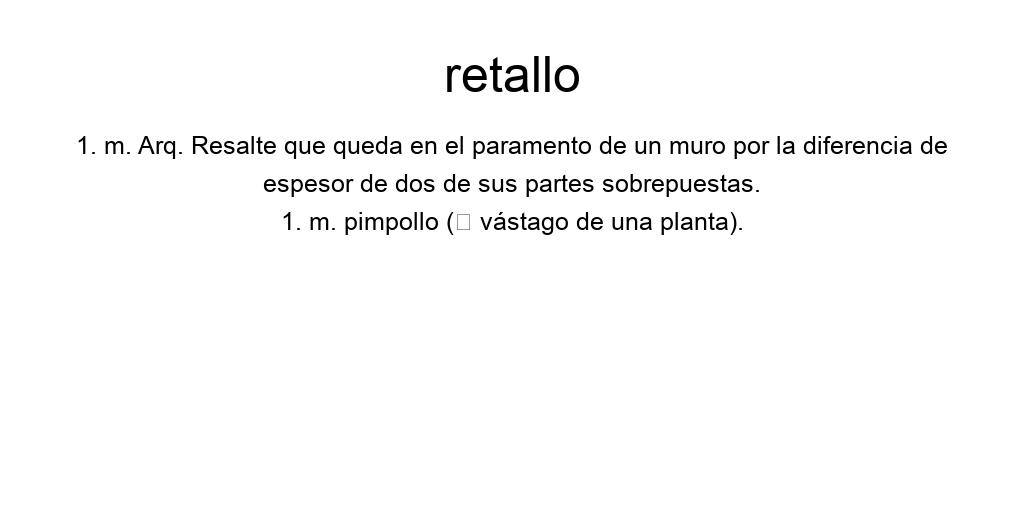 retallo
1. m. Arq. Resalte que queda en el paramento de un muro por la diferencia de
espesor de dos de sus partes sobrepuestas.
1. m. pimpollo (□ vástago de una planta).